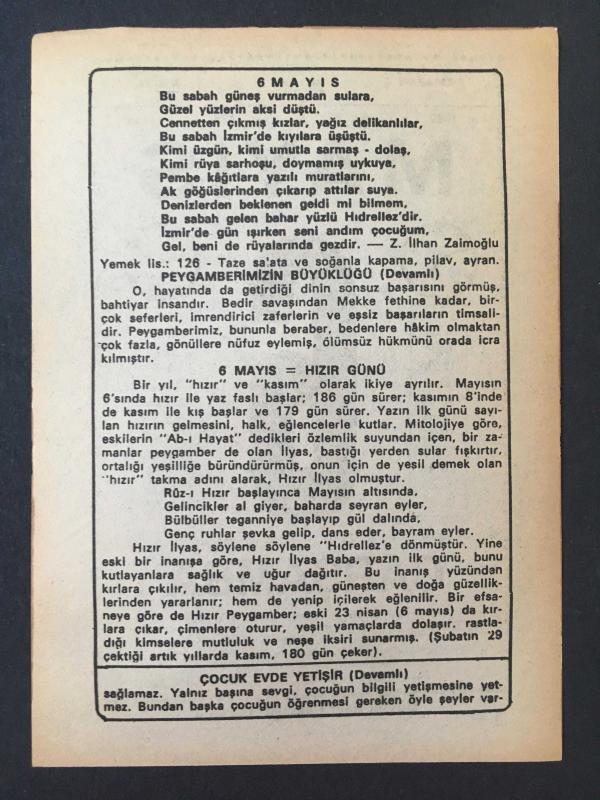 6 MAYIS
Bu sabah güneş vurmadan sulara,
Güzel yüzlerin aksi düştü.
Cennetten çıkmış kızlar, yağız delikanlılar,
Bu sabah İzmir'de kıyılara üşüştü.
Kimi üzgün, kimi umutla sarmaş - dolaş,
Kimi rüya sarhoşu, doymamış uykuya,
Pembe kâğıtlara yazılı muratlarını,
Ak göğüslerinden çıkarıp attılar suya.
Denizlerden beklenen geldi mi bilmem,
Bu sabah gelen bahar yüzlü Hıdrellez'dir.
İzmir'de gün ışırken seni andım çocuğum,
Gel, beni de rüyalarında gezdir. — Z. İlhan Zaimoğlu
Yemek lis.: 126 - Taze sa'ata ve soğanla kapama, pilav, ayran.
PEYGAMBERİMİZİN BÜYÜKLÜĞÜ (Devamlı)
O, hayatında da getirdiği dinin sonsuz başarısını görmüş,
bahtiyar insandır. Bedir savaşından Mekke fethine kadar, bir-
çok seferleri, imrendirici zaferlerin ve eşsiz başarıların timsali-
dir. Peygamberimiz, bununla beraber, bedenlere hâkim olmaktan
çok fazla, gönüllere nüfuz eylemiş, ölümsüz hükmünü orada icra
kılmıştır.
6 MAYIS = HIZIR GÜNÜ
Bir yıl, "hızır" ve "kasım" olarak ikiye ayrılır. Mayısın
6'sında hızır ile yaz faslı başlar; 186 gün sürer; kasımın 8'inde
de kasım ile kış başlar ve 179 gün sürer. Yazın ilk günü sayı-
lan hızırın gelmesini, halk, eğlencelerle kutlar. Mitolojiye göre,
eskilerin "Ab-ı Hayat" dedikleri özlemlik suyundan içen, bir za-
manlar peygamber de olan İlyas, bastığı yerden sular fışkırtır,
ortalığı yeşilliğe büründürürmüş, onun için de yeşil demek olan
"hızır" takma adını alarak, Hızır İlyas olmuştur.
Rûz-ı Hızır başlayınca Mayısın altısında,
Gelincikler al giyer, baharda seyran eyler,
Bülbüller teganniye başlayıp gül dalında,
Genç ruhlar şevka gelip, dans eder, bayram eyler.
Hızır İlyas, söylene söylene "Hıdrellez'e dönmüştür. Yine
eski bir inanışa göre, Hızır İlyas Baba, yazın ilk günü, bunu
kutlayanlara sağlık ve uğur dağıtır. Bu inanış yüzünden
kırlara çıkılır, hem temiz havadan, güneşten ve doğa güzellik-
lerinden yararlanır; hem de yenip içilerek eğlenilir. Bir efsa-
neye göre de Hızır Peygamber; eski 23 nisan (6 mayıs) da kır-
lara çıkar, çimenlere oturur, yeşil yamaçlarda dolaşır. rastla-
dığı kimselere mutluluk ve neşe iksiri sunarmış. (Şubatın 29
çektiği artık yıllarda kasım, 180 gün çeker).
ÇOCUK EVDE YETİŞİR (Devamlı)
sağlamaz. Yalnız başına sevgi, çocuğun bilgili yetişmesine yet-
mez. Bundan başka çocuğun öğrenmesi gereken öyle şeyler var-